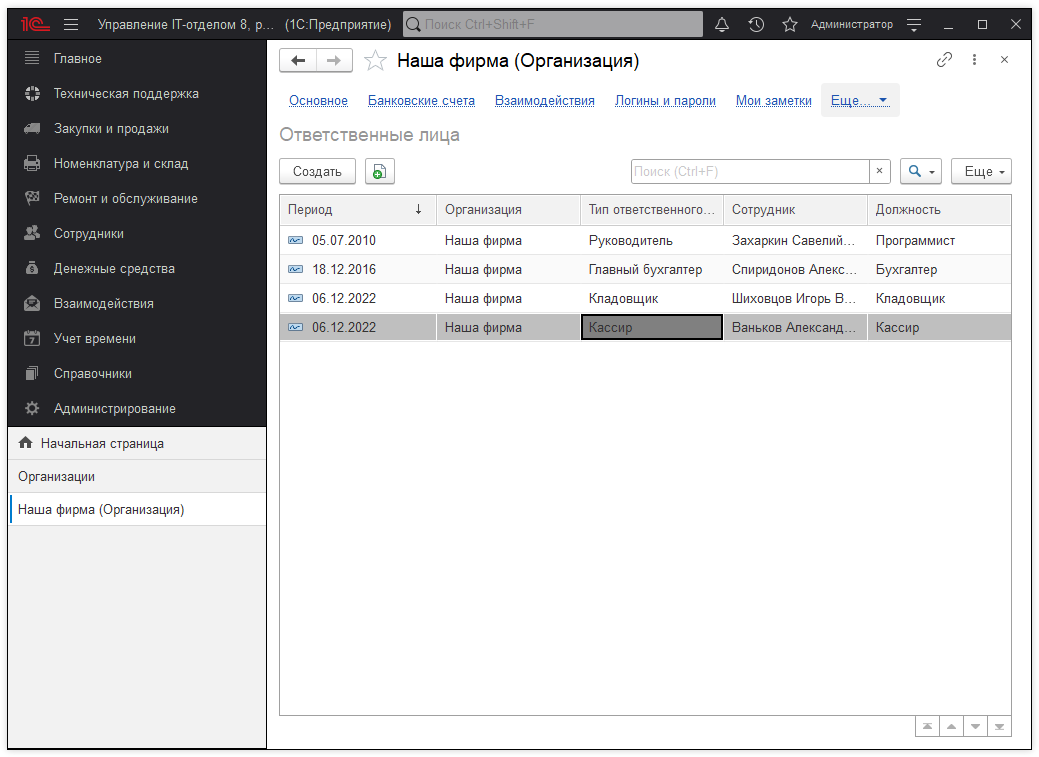 1С Управление IT-отделом 8, р... (1С:Предприятие) Поиск Ctrl+Shift+F Администратор
Главное
Техническая поддержка
Закупки и продажи
Номенклатура и склад
Ремонт и обслуживание
Сотрудники
Денежные средства
Взаимодействия
Учет времени
Справочники
Администрирование
Начальная страница
Организации
Наша фирма (Организация)
Наша фирма (Организация)
Основное Банковские счета Взаимодействия Логины и пароли Мои заметки Еще...
Ответственные лица
Создать Поиск (Ctrl+F) × Еще
Период ↓ Организация Тип ответственного... Сотрудник Должность
05.07.2010 Наша фирма Руководитель Захаркин Савелий... Программист
18.12.2016 Наша фирма Главный бухгалтер Спиридонов Алекс... Бухгалтер
06.12.2022 Наша фирма Кладовщик Шиховцов Игорь В... Кладовщик
06.12.2022 Наша фирма Кассир Ваньков Александ... Кассир